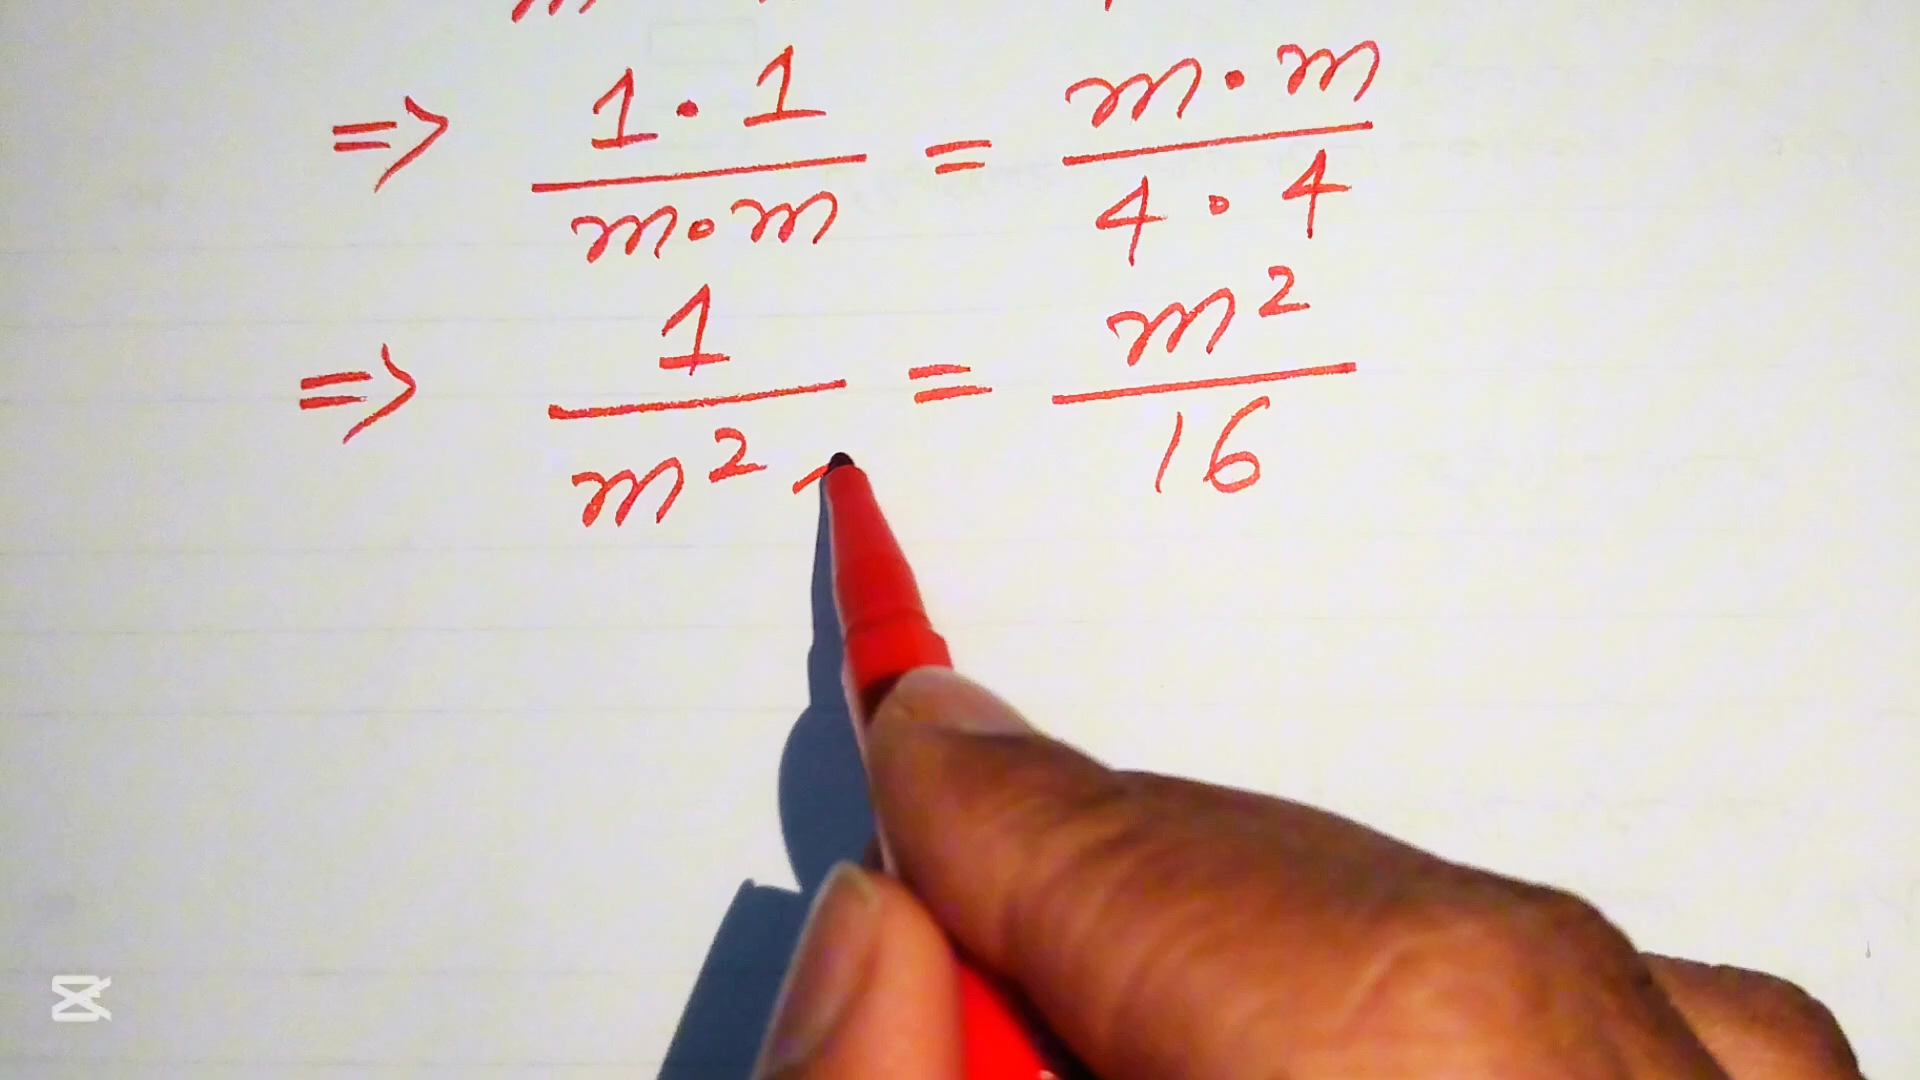 => 1 · 1 / m · m = m · m / 4 · 4
=> 1 / m² = m² / 16